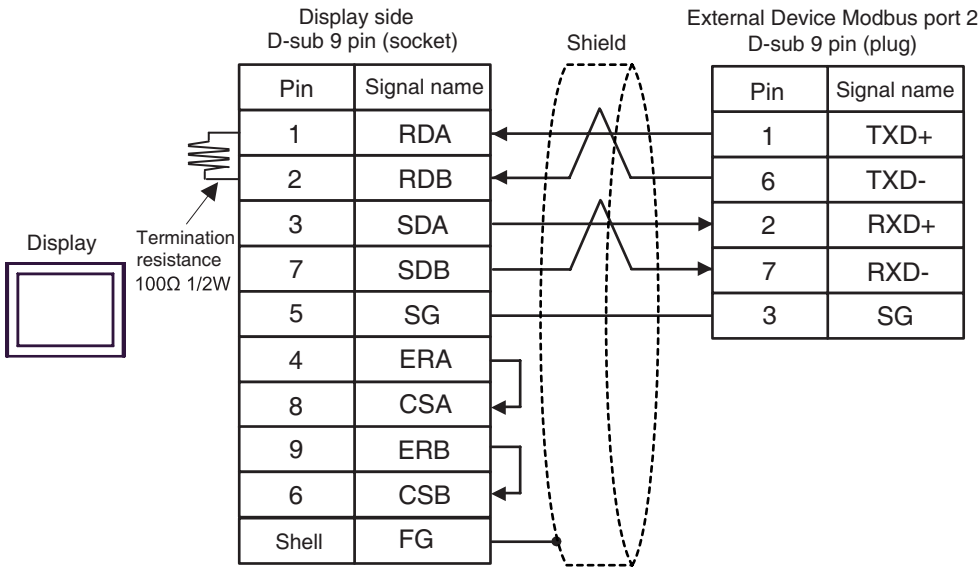 Display side
D-sub 9 pin (socket)
Shield
External Device Modbus port 2
D-sub 9 pin (plug)
Pin Signal name
1 RDA
2 RDB
3 SDA
7 SDB
5 SG
4 ERA
8 CSA
9 ERB
6 CSB
Shell FG
Pin Signal name
1 TXD+
6 TXD-
2 RXD+
7 RXD-
3 SG
Display
Termination
resistance
100Ω 1/2W